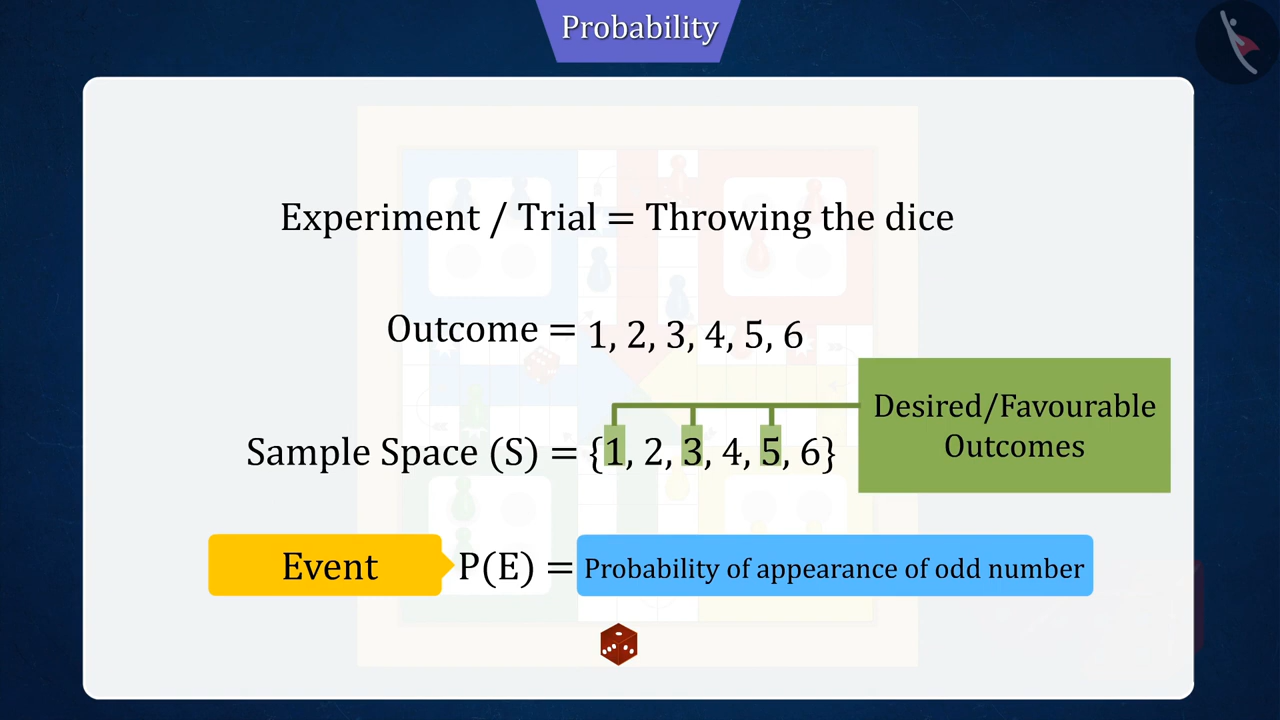 Probability
Experiment / Trial = Throwing the dice
Outcome = 1, 2, 3, 4, 5, 6
Desired/Favourable
Outcomes
Sample Space (S) = {1, 2, 3, 4, 5, 6}
Event P(E) = Probability of appearance of odd number